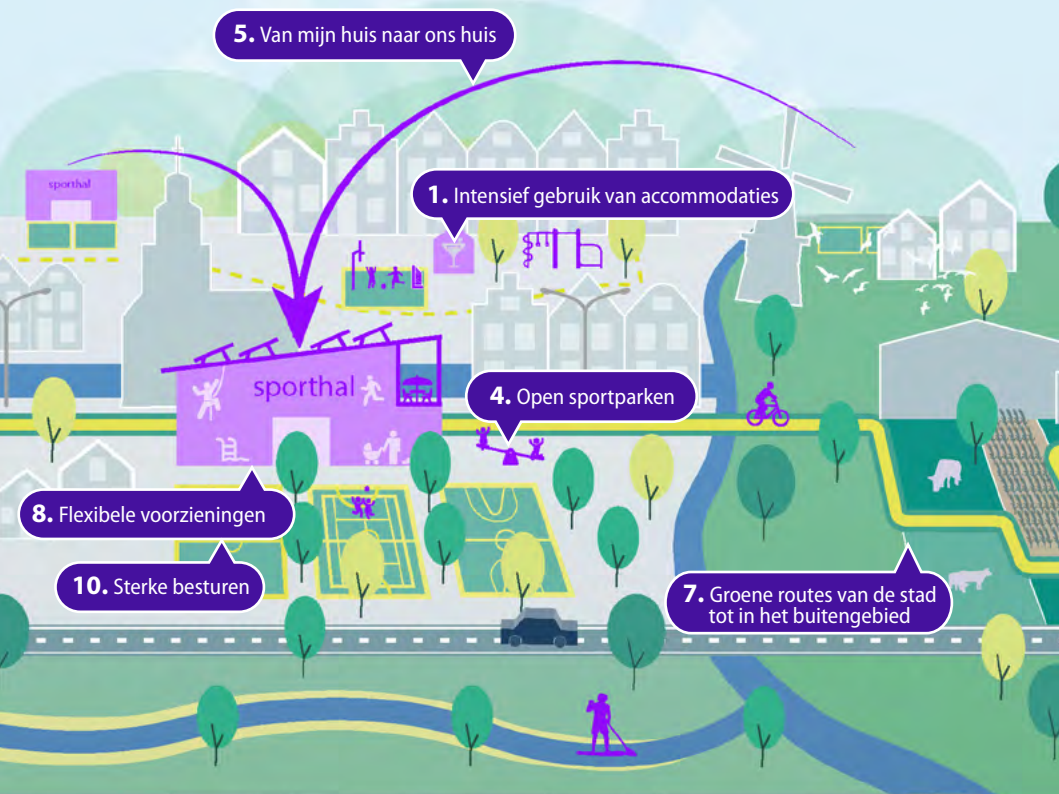 5. Van mijn huis naar ons huis
sporthal
1. Intensief gebruik van accommodaties
sporthal
4. Open sportparken
8. Flexibele voorzieningen
10. Sterke besturen
7. Groene routes van de stad
tot in het buitengebied